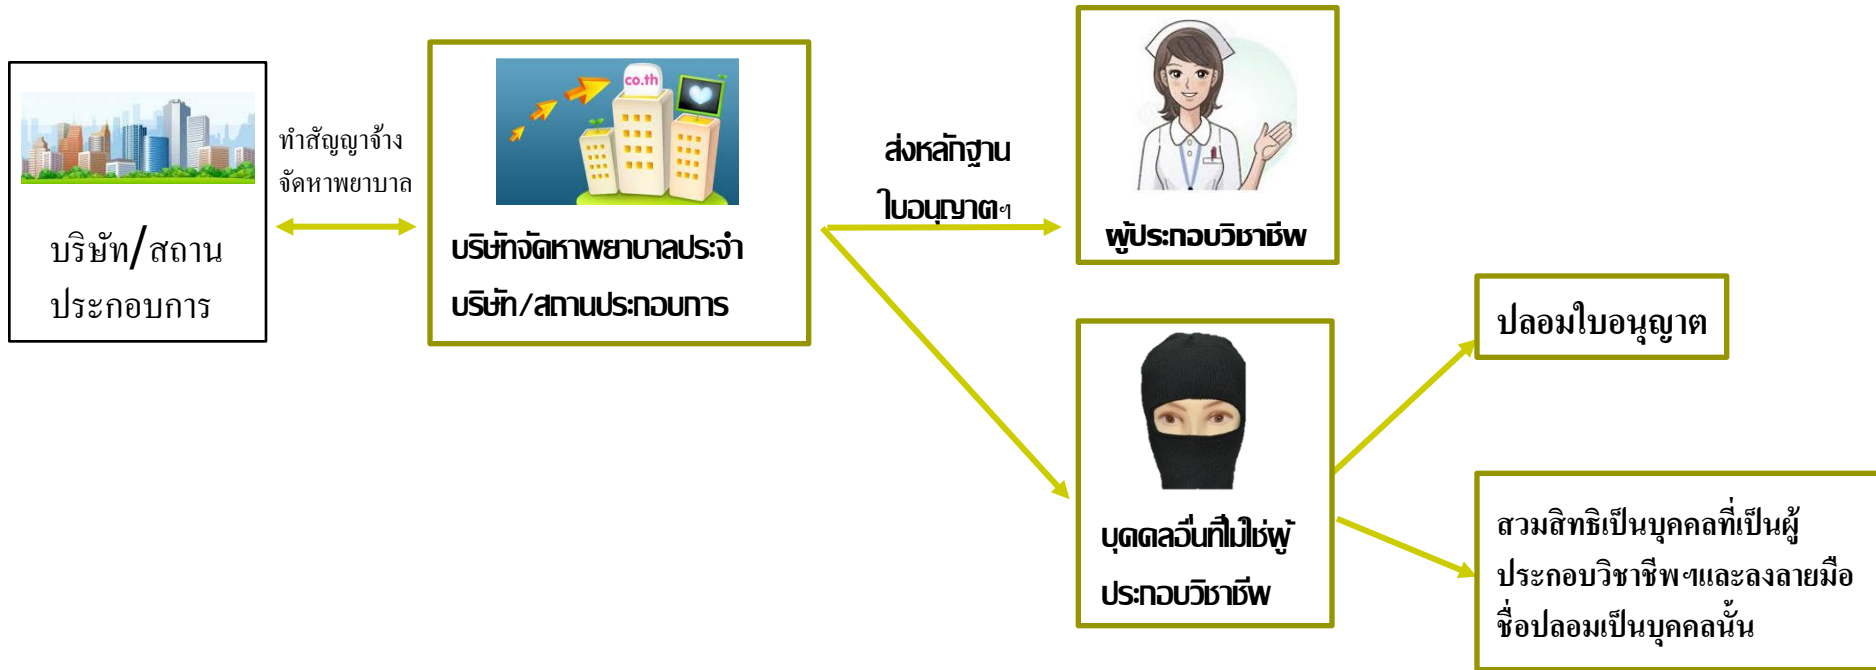 บริษัท/สถาน
ประกอบการ
ทำสัญญาจ้าง
จัดหาพยาบาล
co.th
บริษัทจัดหาพยาบาลประจำ
บริษัท/สถานประกอบการ
ส่งหลักฐาน
ใบอนุญาตฯ
ผู้ประกอบวิชาชีพ
บุคคลอื่นที่ไม่ใช่ผู้
ประกอบวิชาชีพ
ปลอมใบอนุญาต
สวมสิทธิเป็นบุคคลที่เป็นผู้
ประกอบวิชาชีพฯและลงลายมือ
ชื่อปลอมเป็นบุคคลนั้น